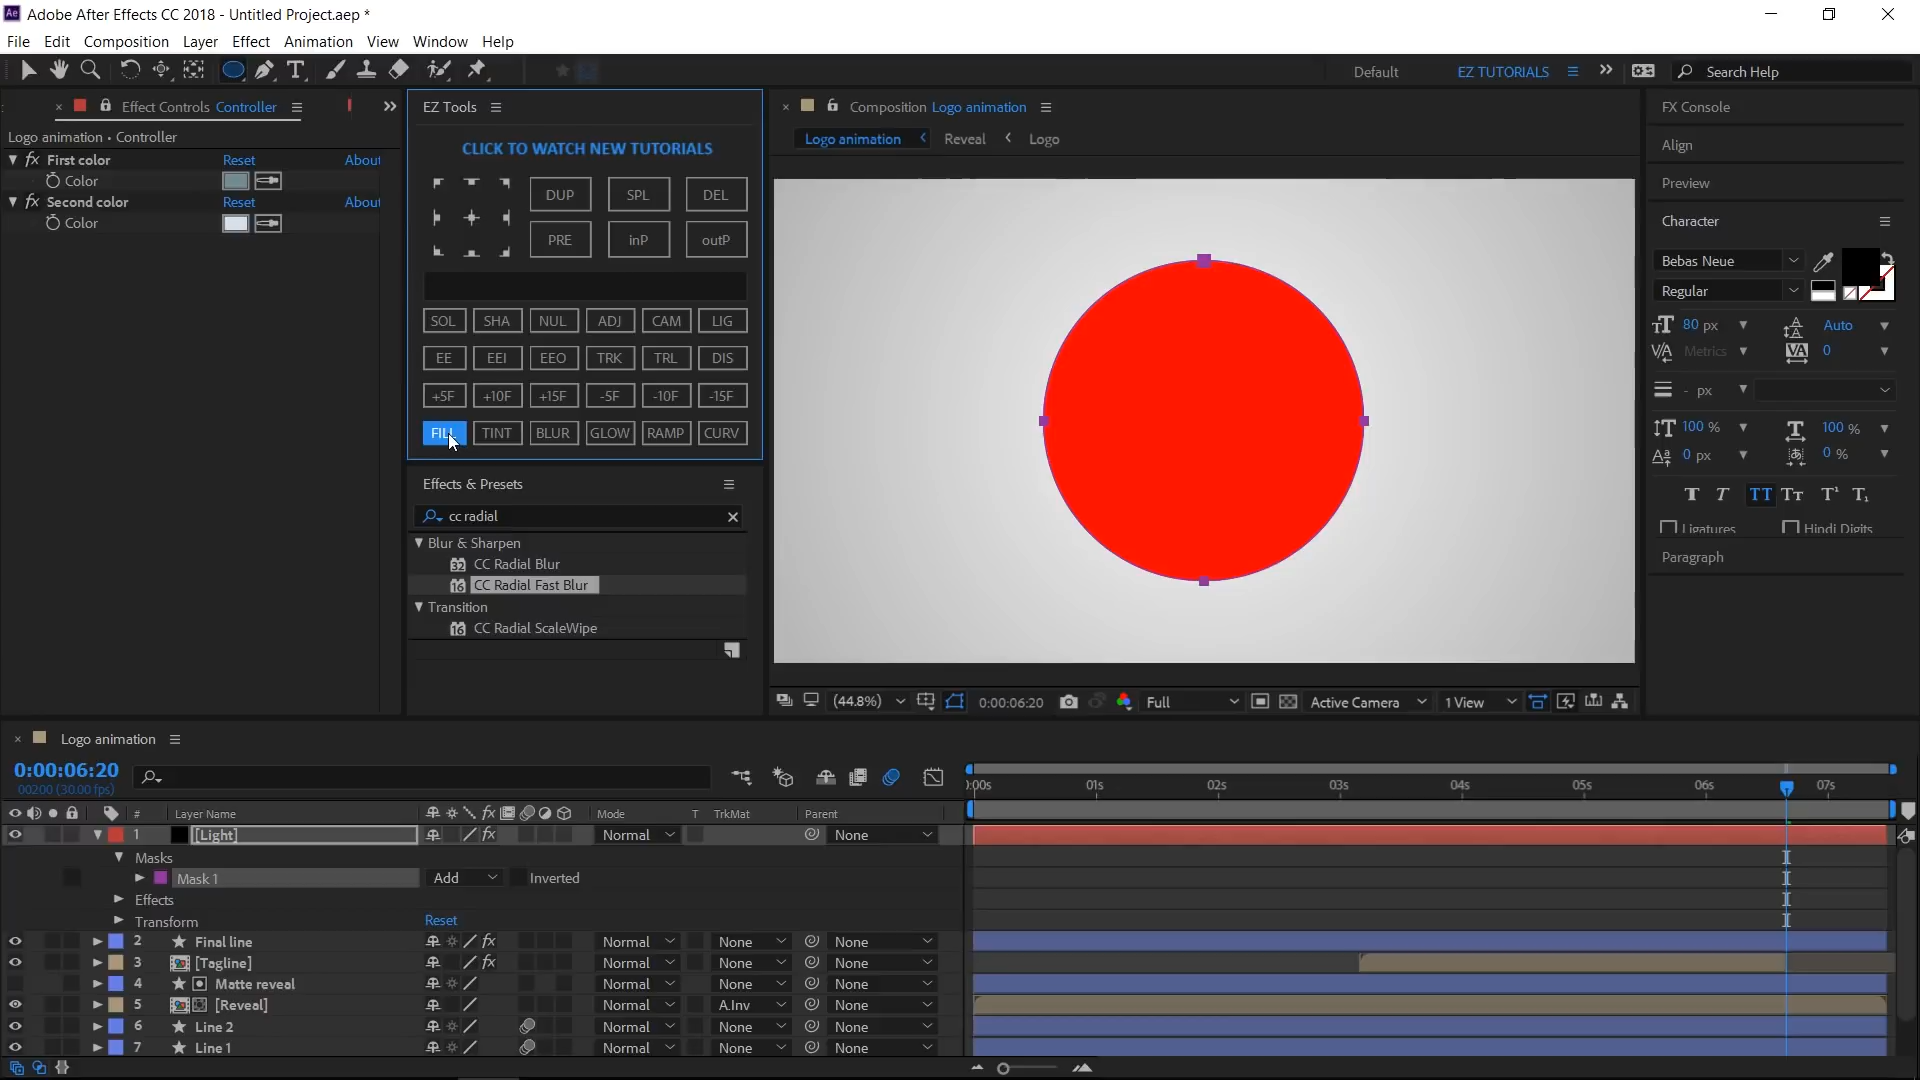 Adobe After Effects CC 2018 - Untitled Project.aep *
File Edit Composition Layer Effect Animation View Window Help
Default EZ TUTORIALS Search Help
Effect Controls Controller
Logo animation • Controller
First color Reset About
Color
Second color Reset About
Color
EZ Tools
CLICK TO WATCH NEW TUTORIALS
DUP SPL DEL
PRE inP outP
SOL SHA NUL ADJ CAM LIG
EE EEI EEO TRK TRL DIS
+5F +10F +15F -5F -10F -15F
FILL TINT BLUR GLOW RAMP CURV
Effects & Presets
cc radial
Blur & Sharpen
CC Radial Blur
CC Radial Fast Blur
Transition
CC Radial ScaleWipe
Composition Logo animation
Logo animation Reveal Logo
(44.8%) 0:00:06:20 Full Active Camera 1 View
FX Console
Align
Preview
Character
Bebas Neue
Regular
80 px Auto
Metrics 0
- px
100 % 100 %
0 px 0 %
Ligatures Hindi Digits
Paragraph
Logo animation
0:00:06:20
00200 (30.00 fps)
:00s 01s 02s 03s 04s 05s 06s 07s
# Layer Name Mode T TrkMat Parent
1 [Light] Normal None
Masks
Mask 1 Add Inverted
Effects
Transform Reset
2 Final line Normal None None
3 [Tagline] Normal None None
4 Matte reveal Normal None None
5 [Reveal] Normal A.Inv None
6 Line 2 Normal None None
7 Line 1 Normal None None